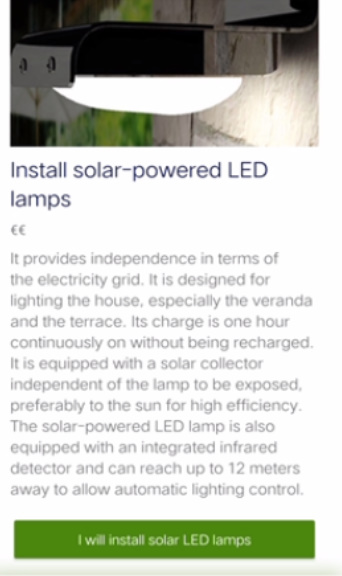 Install solar-powered LED
lamps
€€
It provides independence in terms of
the electricity grid. It is designed for
lighting the house, especially the veranda
and the terrace. Its charge is one hour
continuously on without being recharged.
It is equipped with a solar collector
independent of the lamp to be exposed,
preferably to the sun for high efficiency.
The solar-powered LED lamp is also
equipped with an integrated infrared
detector and can reach up to 12 meters
away to allow automatic lighting control.
I will install solar LED lamps